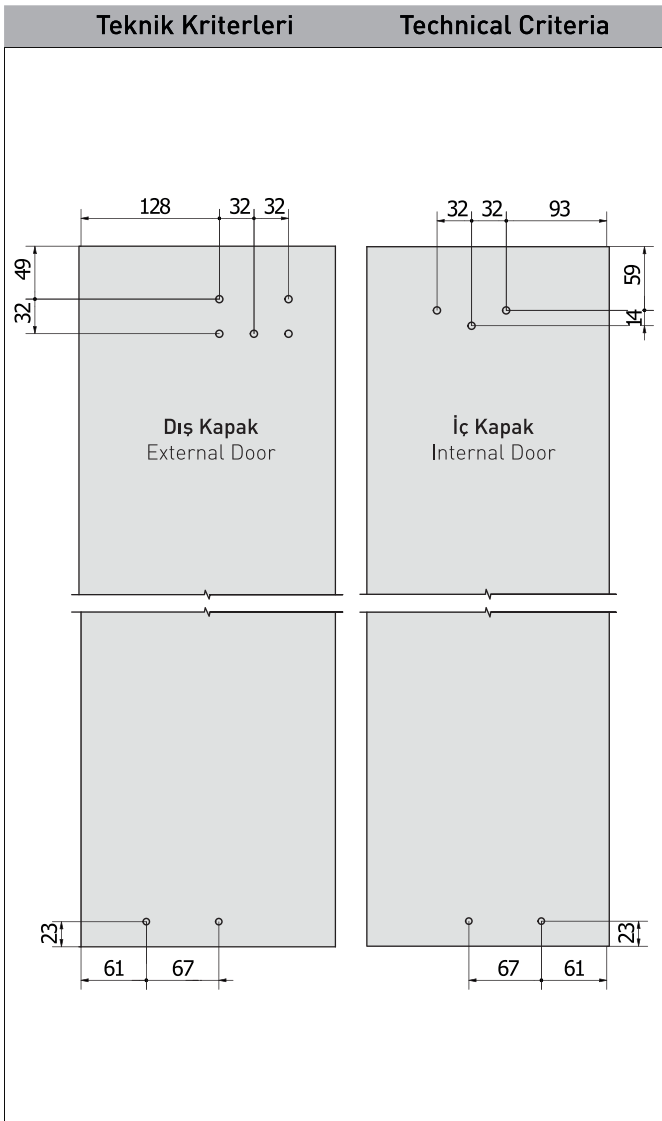 Teknik Kriterleri Technical Criteria
128 32 32
32 32 93
49
32
59
14
Dış Kapak
External Door
İç Kapak
Internal Door
23
61 67
67 61
23